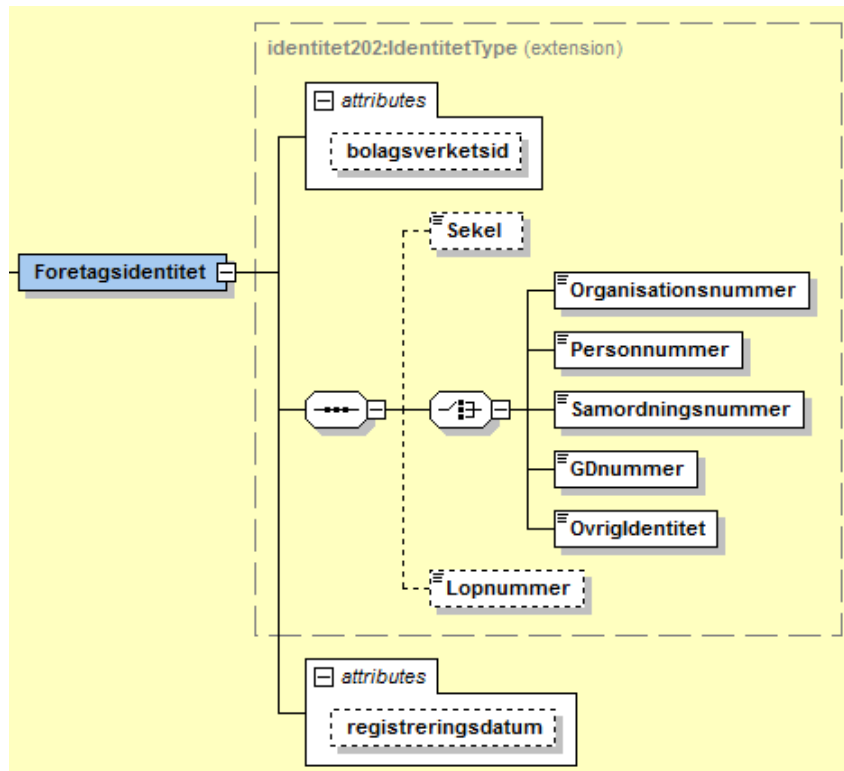 identitet202:IdentitetType (extension)
attributes
bolagsverketsid
Sekel
Foretagsidentitet
Organisationsnummer
Personnummer
Samordningsnummer
GDnummer
OvrigIdentitet
Lopnummer
attributes
registreringsdatum